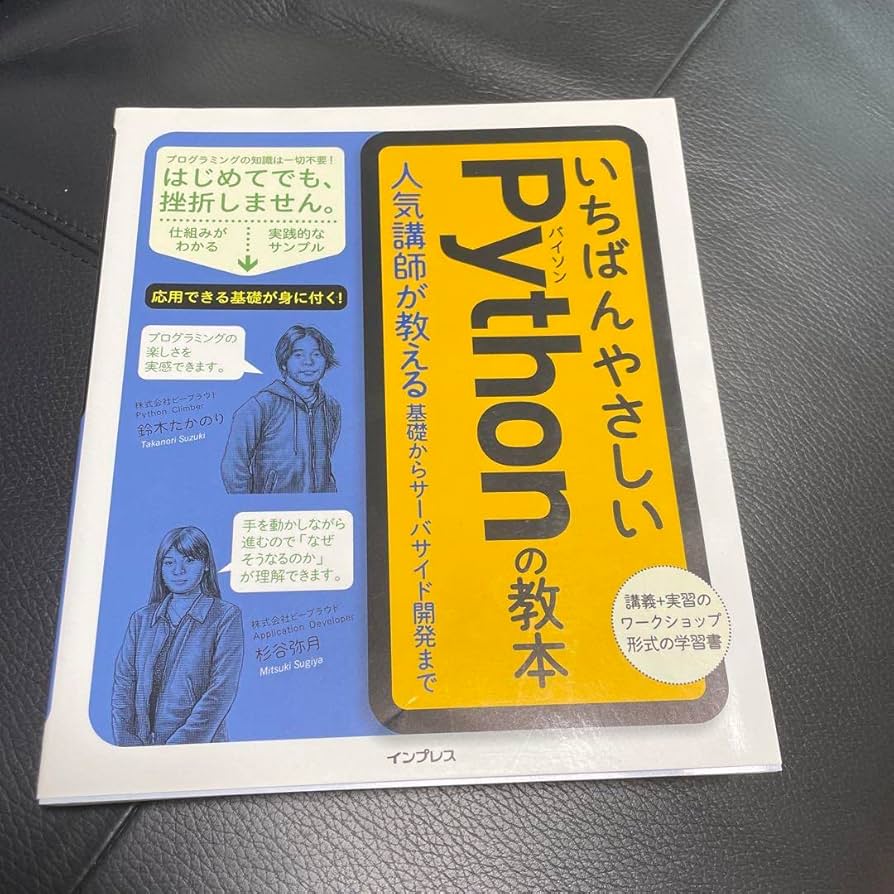 いちばんやさしい
Pythonの教本
パイソン
人気講師が教える 基礎からサーバサイド開発まで
プログラミングの知識は一切不要!
はじめてでも、
挫折しません。
仕組みが
わかる
実践的な
サンプル
応用できる基礎が身に付く!
プログラミングの
楽しさを
実感できます。
株式会社ビープラウド
Python Climber
鈴木たかのり
Takanori Suzuki
手を動かしながら
進むので「なぜ
そうなるのか」
が理解できます。
株式会社ビープラウド
Application Developer
杉谷弥月
Mitsuki Sugiya
講義+実習の
ワークショップ
形式の学習書
インプレス